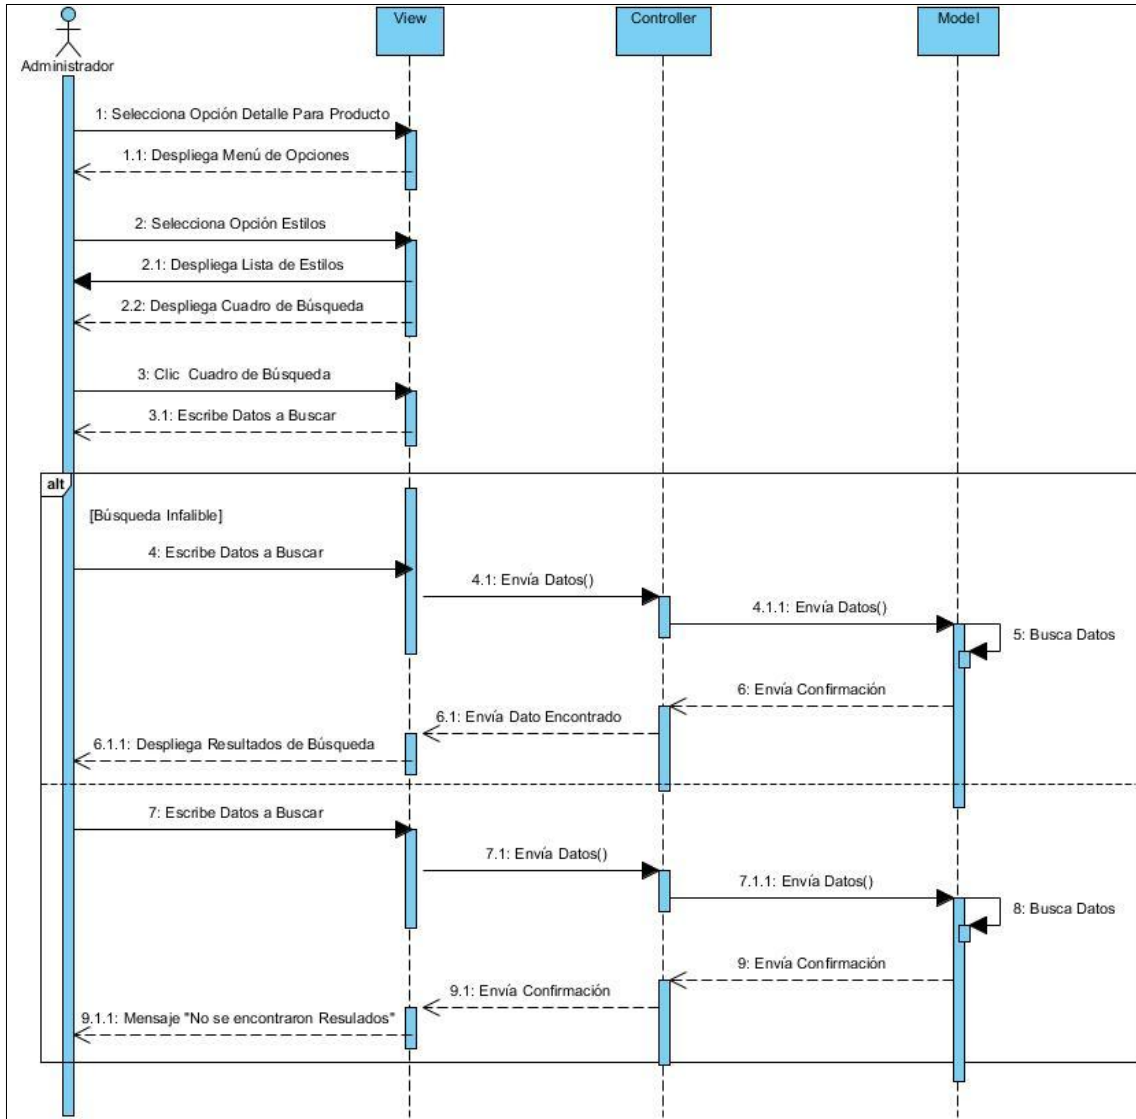 View
Controller
Model
Administrador
1: Selecciona Opción Detalle Para Producto
1.1: Despliega Menú de Opciones
2: Selecciona Opción Estilos
2.1: Despliega Lista de Estilos
2.2: Despliega Cuadro de Búsqueda
3: Clic Cuadro de Búsqueda
3.1: Escribe Datos a Buscar
alt
[Búsqueda Infalible]
4: Escribe Datos a Buscar
4.1: Envía Datos()
4.1.1: Envía Datos()
5: Busca Datos
6: Envía Confirmación
6.1: Envía Dato Encontrado
6.1.1: Despliega Resultados de Búsqueda
7: Escribe Datos a Buscar
7.1: Envía Datos()
7.1.1: Envía Datos()
8: Busca Datos
9: Envía Confirmación
9.1: Envía Confirmación
9.1.1: Mensaje "No se encontraron Resulados"